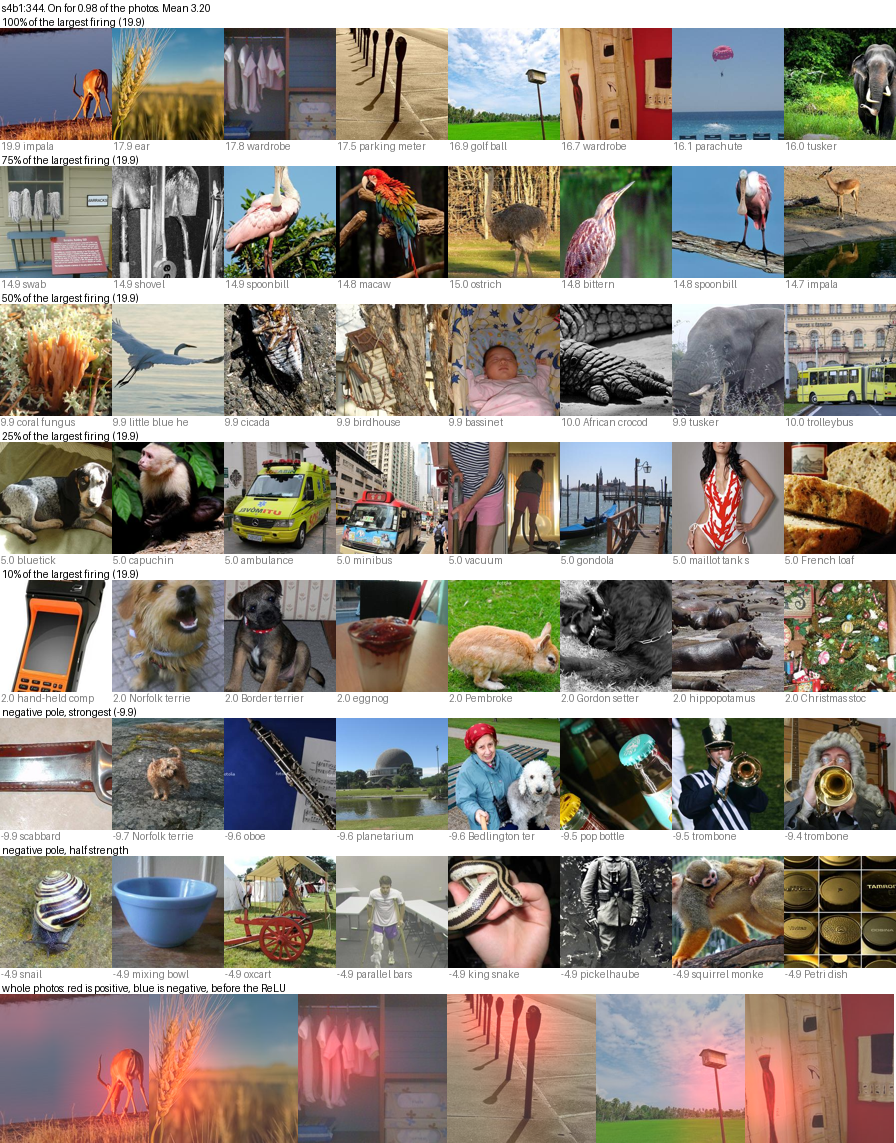 s4b1:344. On for 0.98 of the photos. Mean 3.20
100% of the largest firing (19.9)
19.9 impala
17.9 ear
17.8 wardrobe
17.5 parking meter
16.9 golf ball
16.7 wardrobe
16.1 parachute
16.0 tusker
75% of the largest firing (19.9)
14.9 swab
14.9 shovel
14.9 spoonbill
14.8 macaw
15.0 ostrich
14.8 bittern
14.8 spoonbill
14.7 impala
50% of the largest firing (19.9)
9.9 coral fungus
9.9 little blue he
9.9 cicada
9.9 birdhouse
9.9 bassinet
10.0 African crocod
9.9 tusker
10.0 trolleybus
25% of the largest firing (19.9)
5.0 bluetick
5.0 capuchin
5.0 ambulance
5.0 minibus
5.0 vacuum
5.0 gondola
5.0 maillot tank s
5.0 French loaf
10% of the largest firing (19.9)
2.0 hand-held comp
2.0 Norfolk terrie
2.0 Border terrier
2.0 eggnog
2.0 Pembroke
2.0 Gordon setter
2.0 hippopotamus
2.0 Christmas stoc
negative pole, strongest (-9.9)
-9.9 scabbard
-9.7 Norfolk terrie
-9.6 oboe
-9.6 planetarium
-9.6 Bedlington ter
-9.5 pop bottle
-9.5 trombone
-9.4 trombone
negative pole, half strength
TAMRON
-4.9 snail
-4.9 mixing bowl
-4.9 oxcart
-4.9 parallel bars
-4.9 king snake
-4.9 pickelhaube
-4.9 squirrel monke
-4.9 Petri dish
whole photos: red is positive, blue is negative, before the ReLU